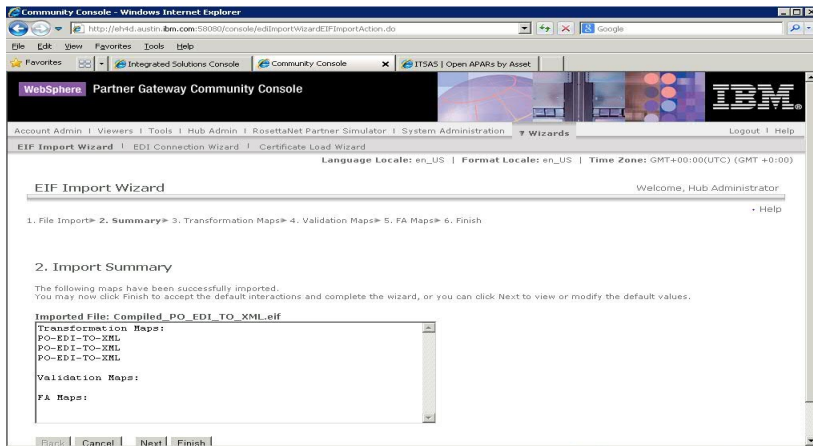 Community Console - Windows Internet Explorer
http://eh4d.austin.ibm.com:58080/console/ediImportWizardEIFImportAction.do
Google
File Edit View Favorites Tools Help
Favorites Integrated Solutions Console Community Console ITSAS | Open APARs by Asset
WebSphere Partner Gateway Community Console
IBM®
Account Admin | Viewers | Tools | Hub Admin | RosettaNet Partner Simulator | System Administration ? Wizards Logout | Help
EIF Import Wizard | EDI Connection Wizard | Certificate Load Wizard
Language Locale: en_US | Format Locale: en_US | Time Zone: GMT+00:00(UTC) (GMT +0:00)
EIF Import Wizard Welcome, Hub Administrator
• Help
1. File Import 2. Summary 3. Transformation Maps 4. Validation Maps 5. FA Maps 6. Finish
2. Import Summary
The following maps have been successfully imported.
You may now click Finish to accept the default interactions and complete the wizard, or you can click Next to view or modify the default values.
Imported File: Compiled_PO_EDI_TO_XML.eif
Transformation Maps:
PO-EDI-TO-XML
PO-EDI-TO-XML
PO-EDI-TO-XML
Validation Maps:
FA Maps:
Back Cancel Next Finish